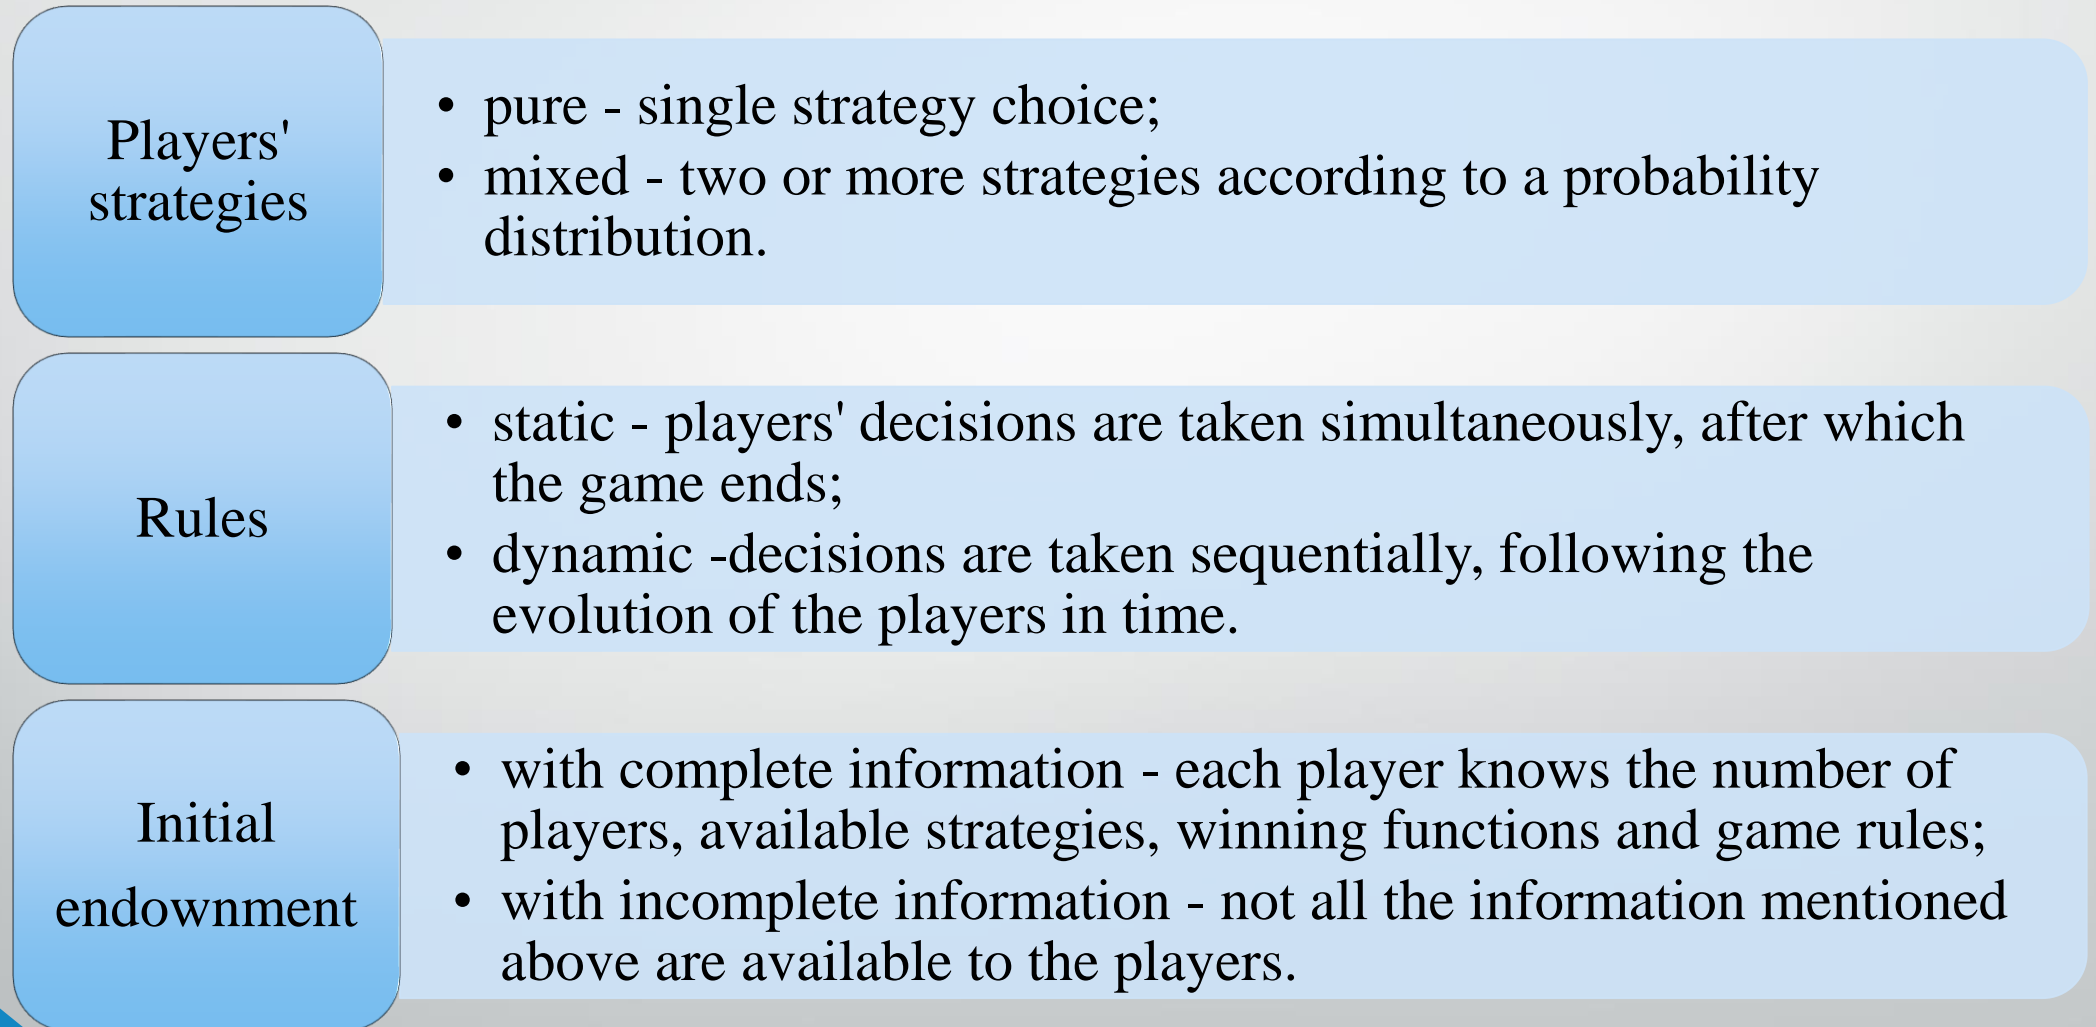 Players'
strategies
• pure - single strategy choice;
• mixed - two or more strategies according to a probability
distribution.
Rules
• static - players' decisions are taken simultaneously, after which
the game ends;
• dynamic -decisions are taken sequentially, following the
evolution of the players in time.
Initial
endownment
• with complete information - each player knows the number of
players, available strategies, winning functions and game rules;
• with incomplete information - not all the information mentioned
above are available to the players.